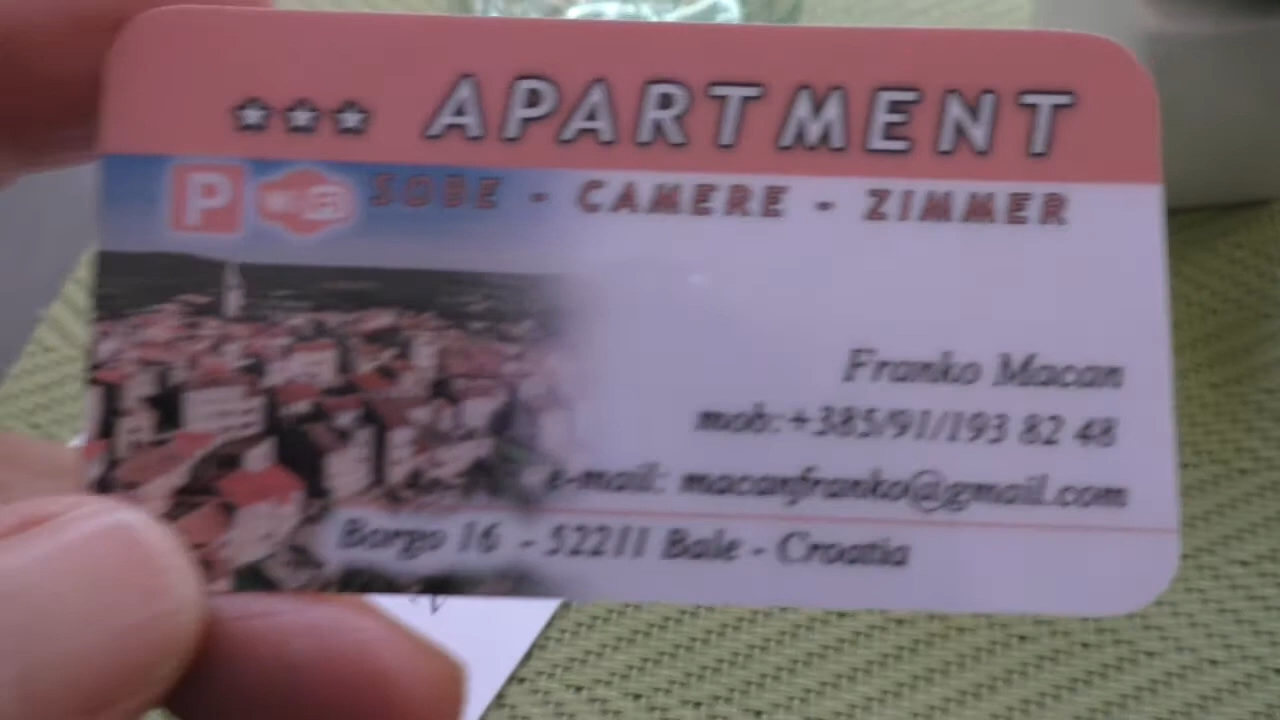 *** APARTMENT
P
SOBE - CAMERE - ZIMMER
Franko Macan
mob:+385/91/193 82 48
e-mail: macanfranko@gmail.com
Borgo 16 - 52211 Bale - Croatia